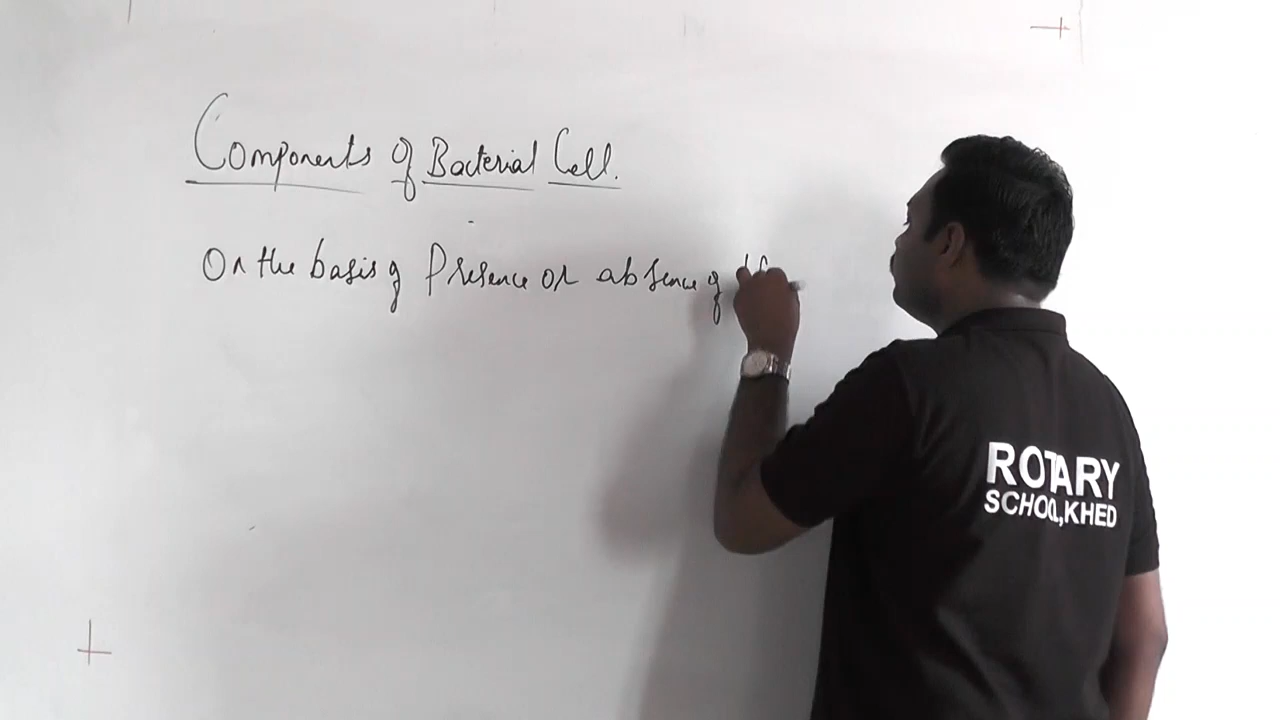 Components of Bacterial Cell.
On the basis of Presence or absence of
ROTARY
SCHOOL,KHED